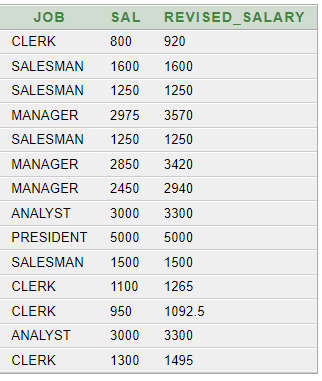 JOB SAL REVISED_SALARY
CLERK 800 920
SALESMAN 1600 1600
SALESMAN 1250 1250
MANAGER 2975 3570
SALESMAN 1250 1250
MANAGER 2850 3420
MANAGER 2450 2940
ANALYST 3000 3300
PRESIDENT 5000 5000
SALESMAN 1500 1500
CLERK 1100 1265
CLERK 950 1092.5
ANALYST 3000 3300
CLERK 1300 1495